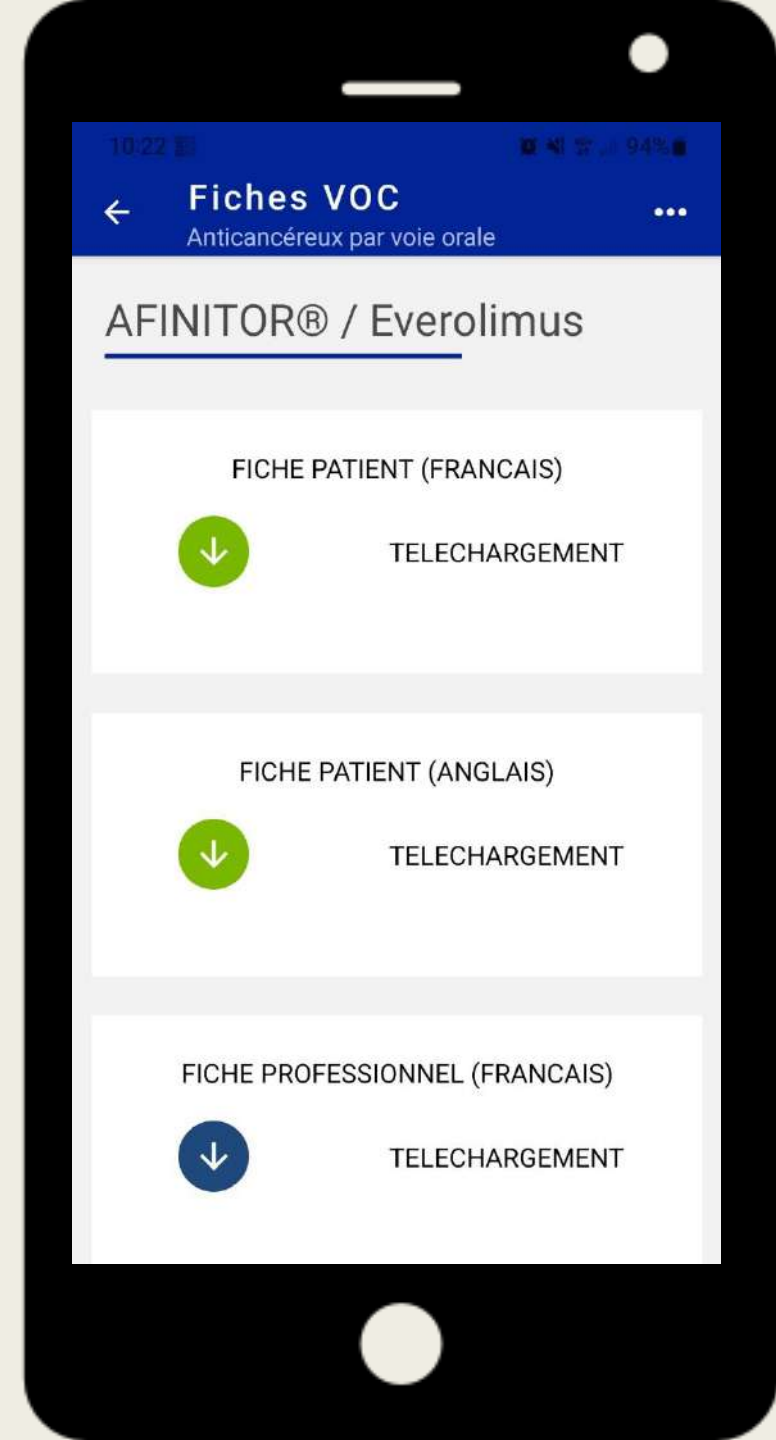 10:22
94%
Fiches VOC
Anticancéreux par voie orale
AFINITOR® / Everolimus
FICHE PATIENT (FRANCAIS)
TELECHARGEMENT
FICHE PATIENT (ANGLAIS)
TELECHARGEMENT
FICHE PROFESSIONNEL (FRANCAIS)
TELECHARGEMENT